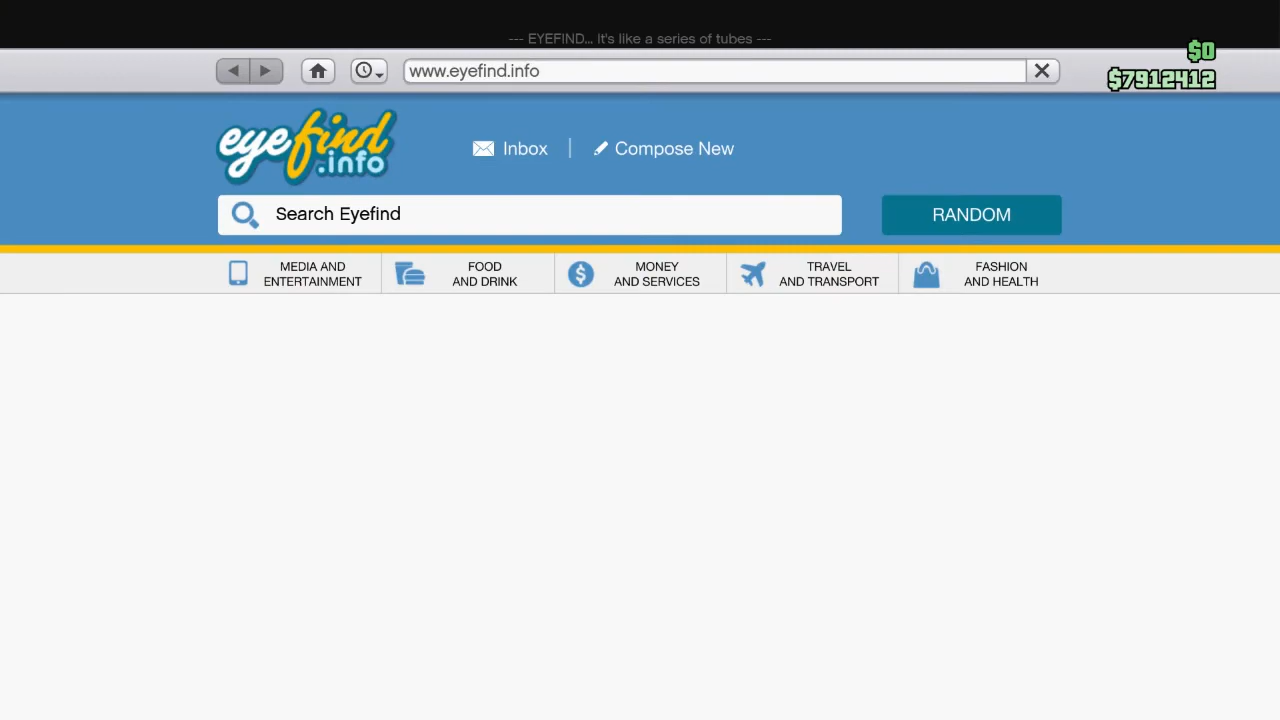 --- EYEFIND... It's like a series of tubes ---
www.eyefind.info
$0
$7912412
eyefind
.info
Inbox
Compose New
Search Eyefind
RANDOM
MEDIA AND
ENTERTAINMENT
FOOD
AND DRINK
MONEY
AND SERVICES
TRAVEL
AND TRANSPORT
FASHION
AND HEALTH